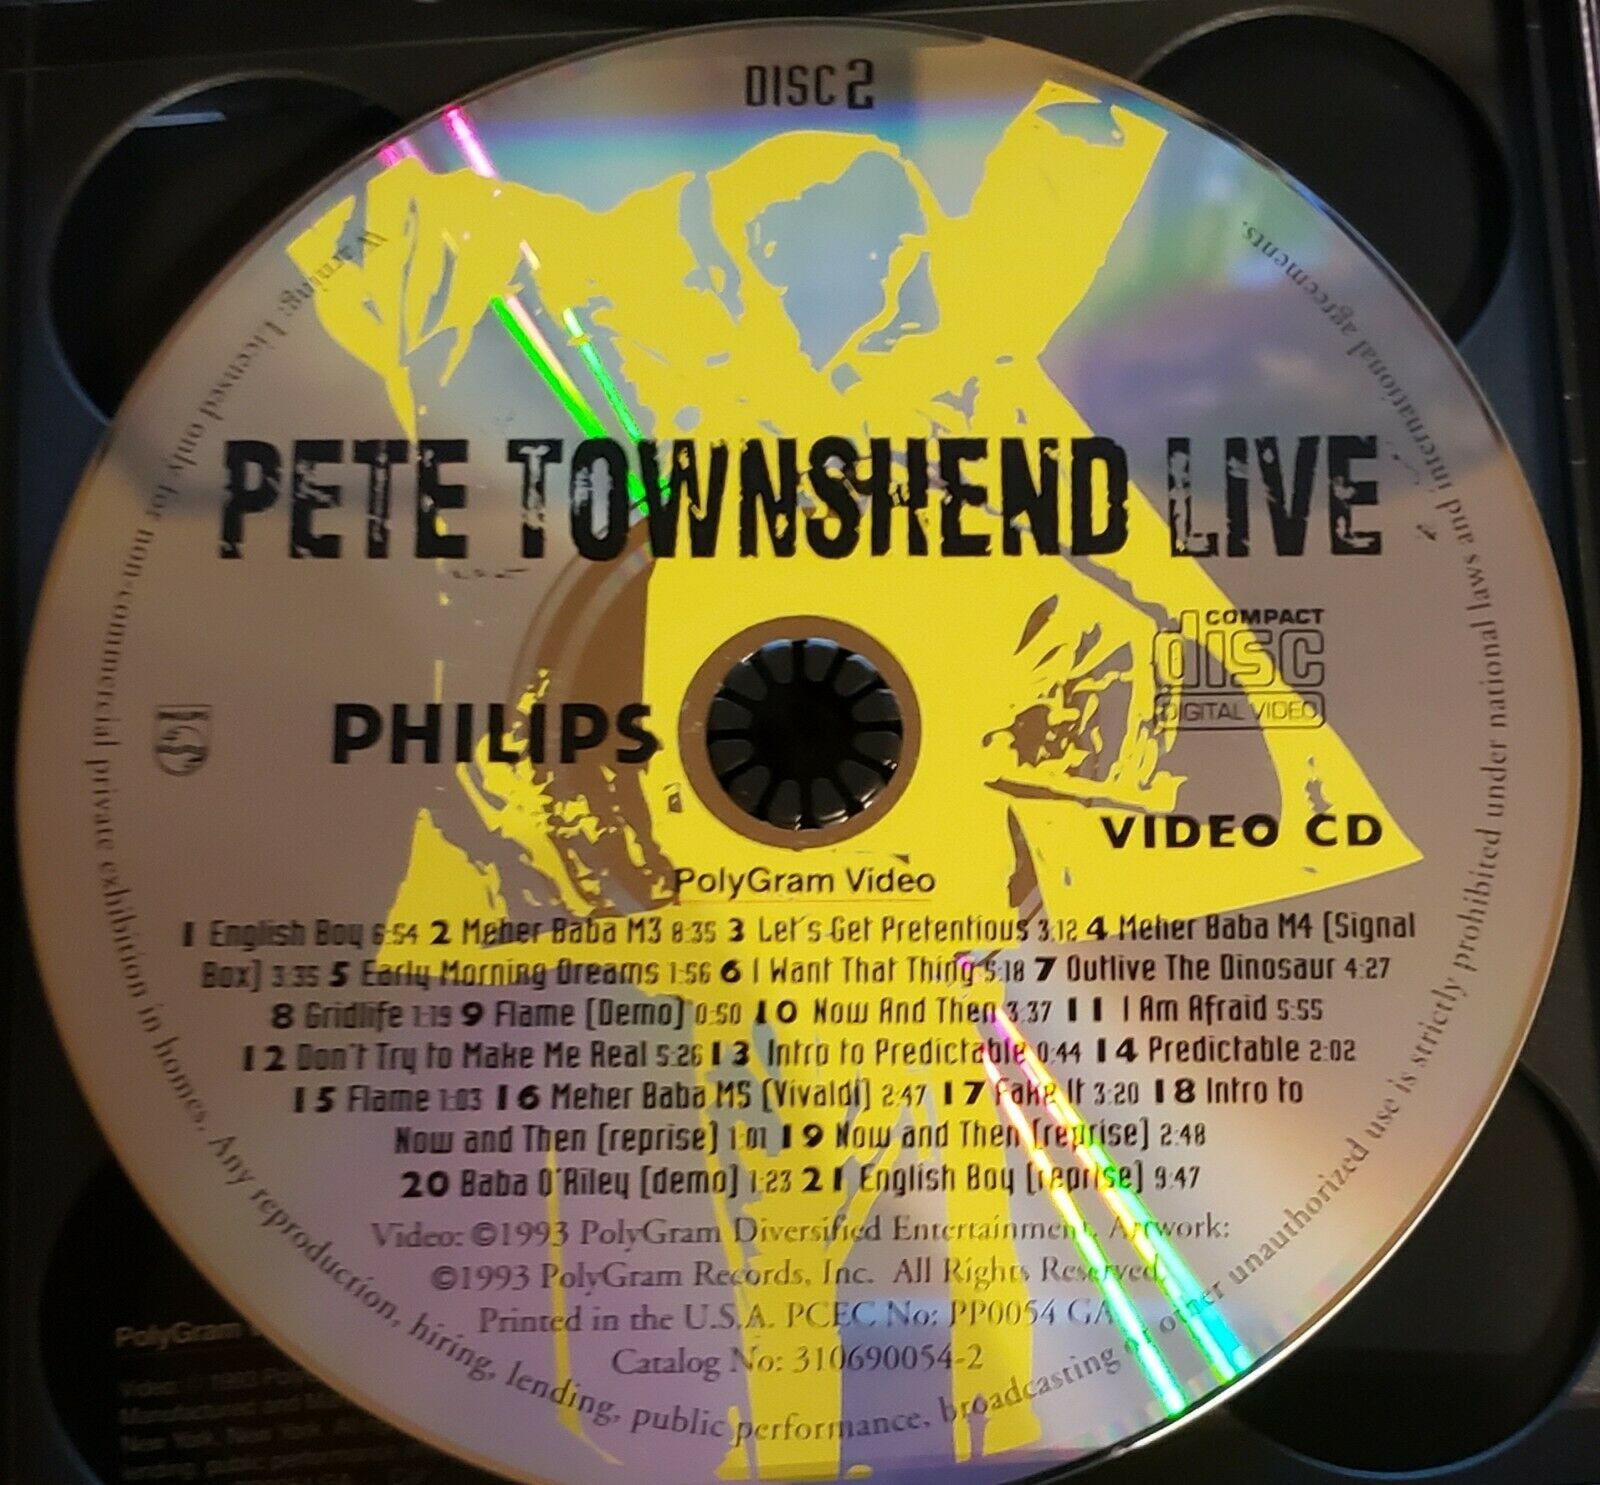 DISC 2
PETE TOWNSHEND LIVE
COMPACT
disc
DIGITAL VIDEO
PHILIPS
VIDEO CD
PolyGram Video
1 English Boy 6:54 2 Meher Baba M3 8:35 3 Let's Get Pretentious 3:12 4 Meher Baba M4 [Signal
Box] 3:35 5 Early Morning Dreams 1:56 6 I Want That Thing 5:18 7 Outlive The Dinosaur 4:27
8 Gridlife 1:19 9 Flame [Demo] 0:50 10 Now And Then 3:37 11 I Am Afraid 5:55
12 Don't Try to Make Me Real 5:26 13 Intro to Predictable 0:44 14 Predictable 2:02
15 Flame 1:03 16 Meher Baba M5 [Vivaldi] 2:47 17 Fake It 3:20 18 Intro to
Now and Then [reprise] 1:01 19 Now and Then [reprise] 2:48
20 Baba O'Riley [demo] 1:23 21 English Boy [reprise] 9:47
Video: ©1993 PolyGram Diversified Entertainment. Artwork:
©1993 PolyGram Records, Inc. All Rights Reserved.
Printed in the U.S.A. PCEC No: PP0054 GA
Catalog No: 310690054-2
Warning: Licensed only for non-commercial private exhibition in homes. Any reproduction, hiring, lending, public performance, broadcasting or other unauthorized use is strictly prohibited under national laws and international agreements.
PolyGram